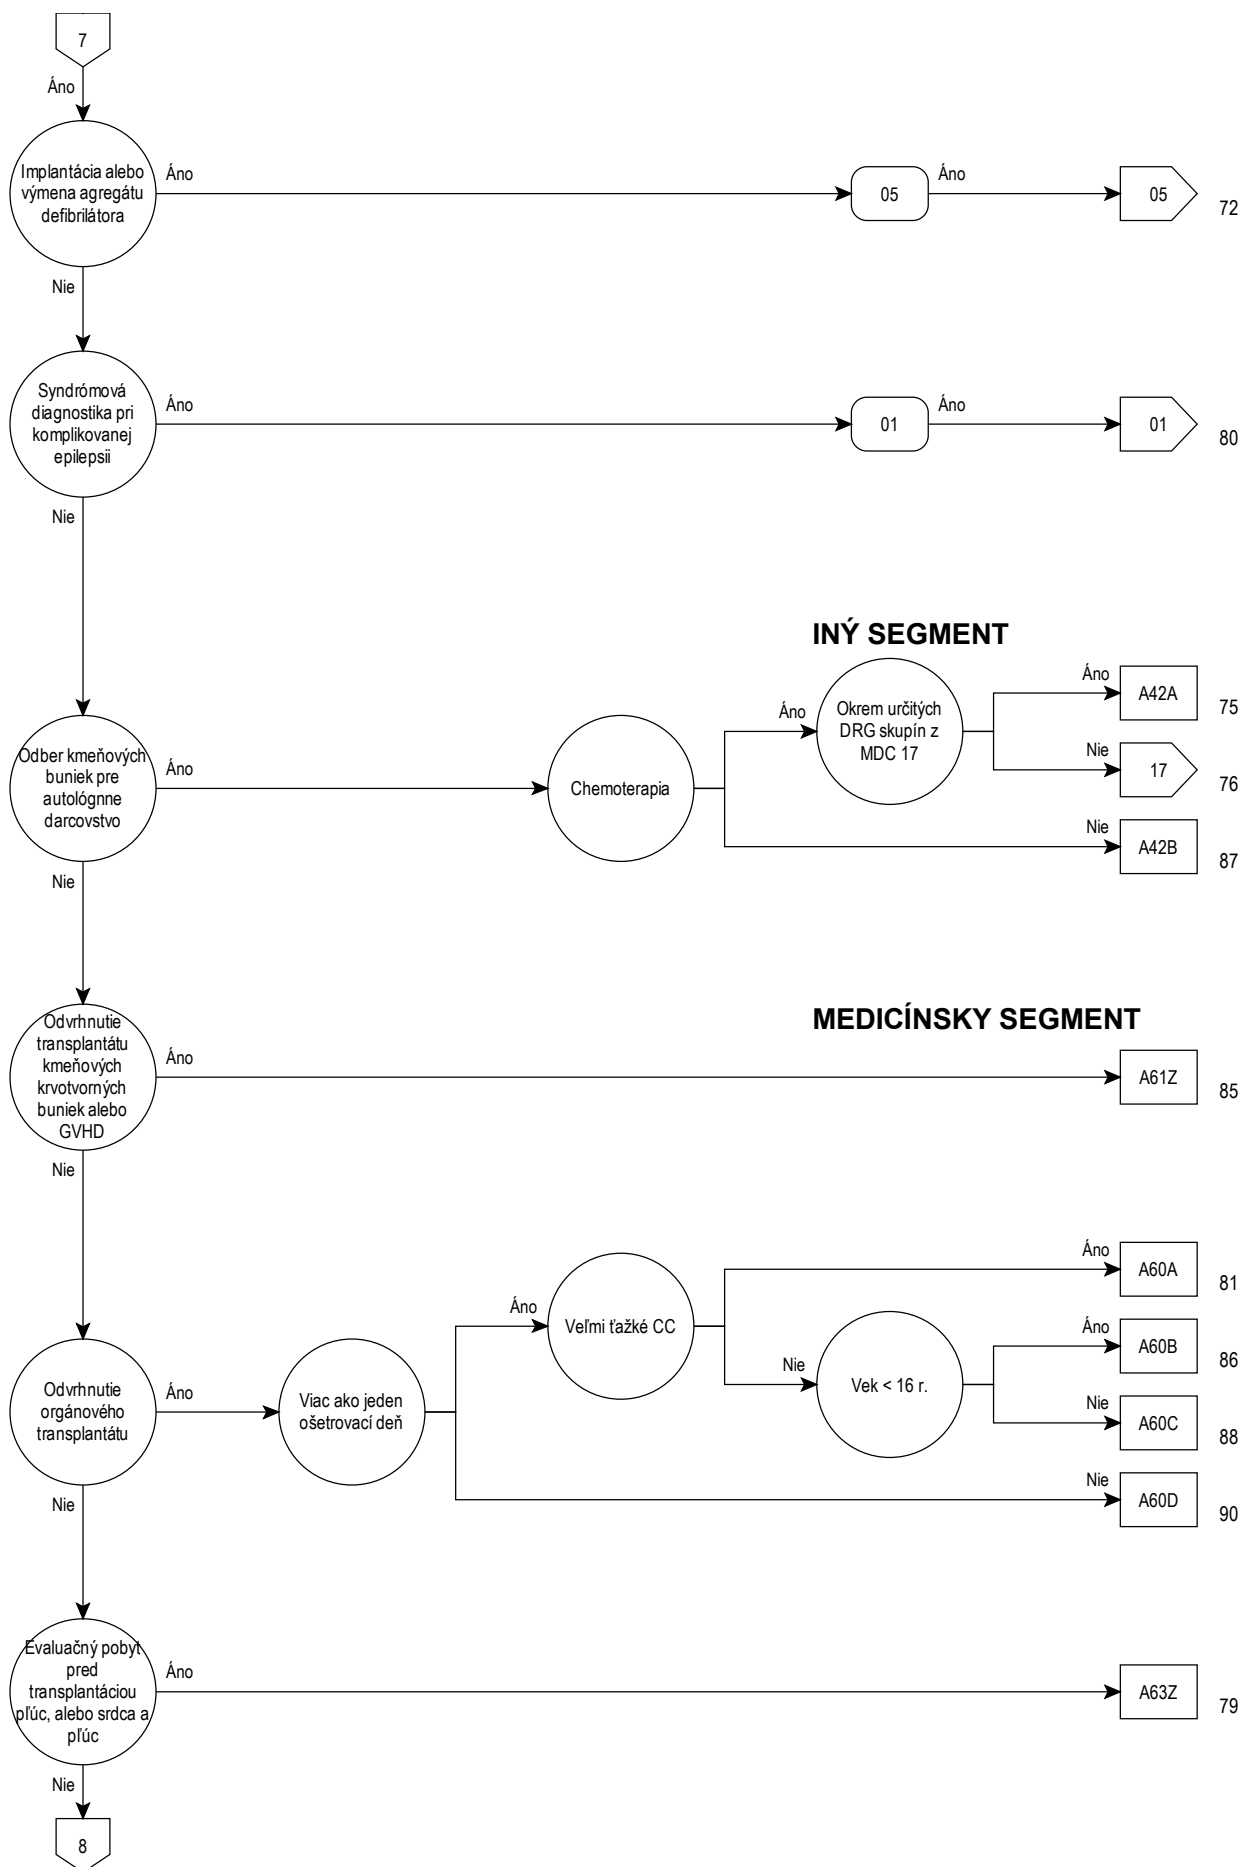 7
Áno
Implantácia alebo
výmena agregátu
defibrilátora
Áno
05
Áno
05
72
Nie
Syndrómová
diagnostika pri
komplikovanej
epilepsii
Áno
01
Áno
01
80
Nie
INÝ SEGMENT
Odber kmeňových
buniek pre
autológnne
darcovstvo
Áno
Chemoterapia
Áno
Okrem určitých
DRG skupín z
MDC 17
Áno
A42A
75
Nie
17
76
Nie
A42B
87
Nie
MEDICÍNSKY SEGMENT
Odvrhnutie
transplantátu
kmeňových
krvotvorných
buniek alebo
GVHD
Áno
A61Z
85
Nie
Odvrhnutie
orgánového
transplantátu
Áno
Viac ako jeden
ošetrovací deň
Áno
Veľmi ťažké CC
Áno
A60A
81
Nie
Vek < 16 r.
Áno
A60B
86
Nie
A60C
88
Nie
A60D
90
Nie
Evaluačný pobyt
pred
transplantáciou
pľúc, alebo srdca a
pľúc
Áno
A63Z
79
Nie
8